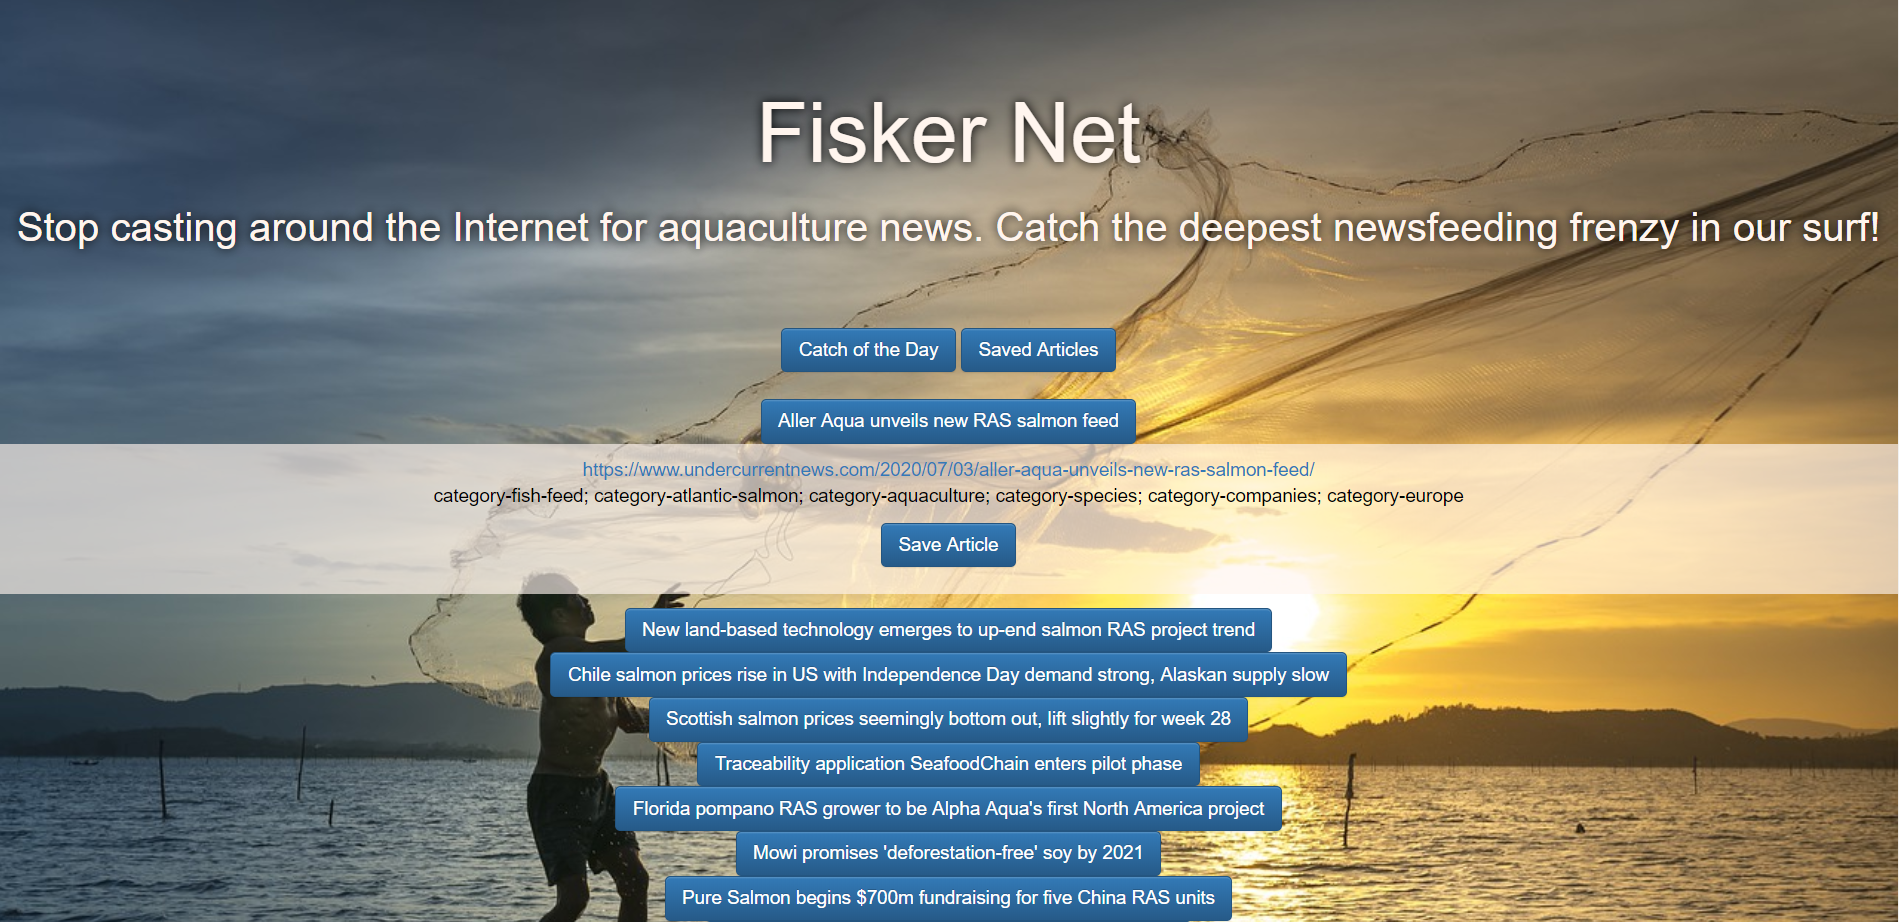 Fisker Net
Stop casting around the Internet for aquaculture news. Catch the deepest newsfeeding frenzy in our surf!
Catch of the Day Saved Articles
Aller Aqua unveils new RAS salmon feed
https://www.undercurrentnews.com/2020/07/03/aller-aqua-unveils-new-ras-salmon-feed/
category-fish-feed; category-atlantic-salmon; category-aquaculture; category-species; category-companies; category-europe
Save Article
New land-based technology emerges to up-end salmon RAS project trend
Chile salmon prices rise in US with Independence Day demand strong, Alaskan supply slow
Scottish salmon prices seemingly bottom out, lift slightly for week 28
Traceability application SeafoodChain enters pilot phase
Florida pompano RAS grower to be Alpha Aqua's first North America project
Mowi promises 'deforestation-free' soy by 2021
Pure Salmon begins $700m fundraising for five China RAS units